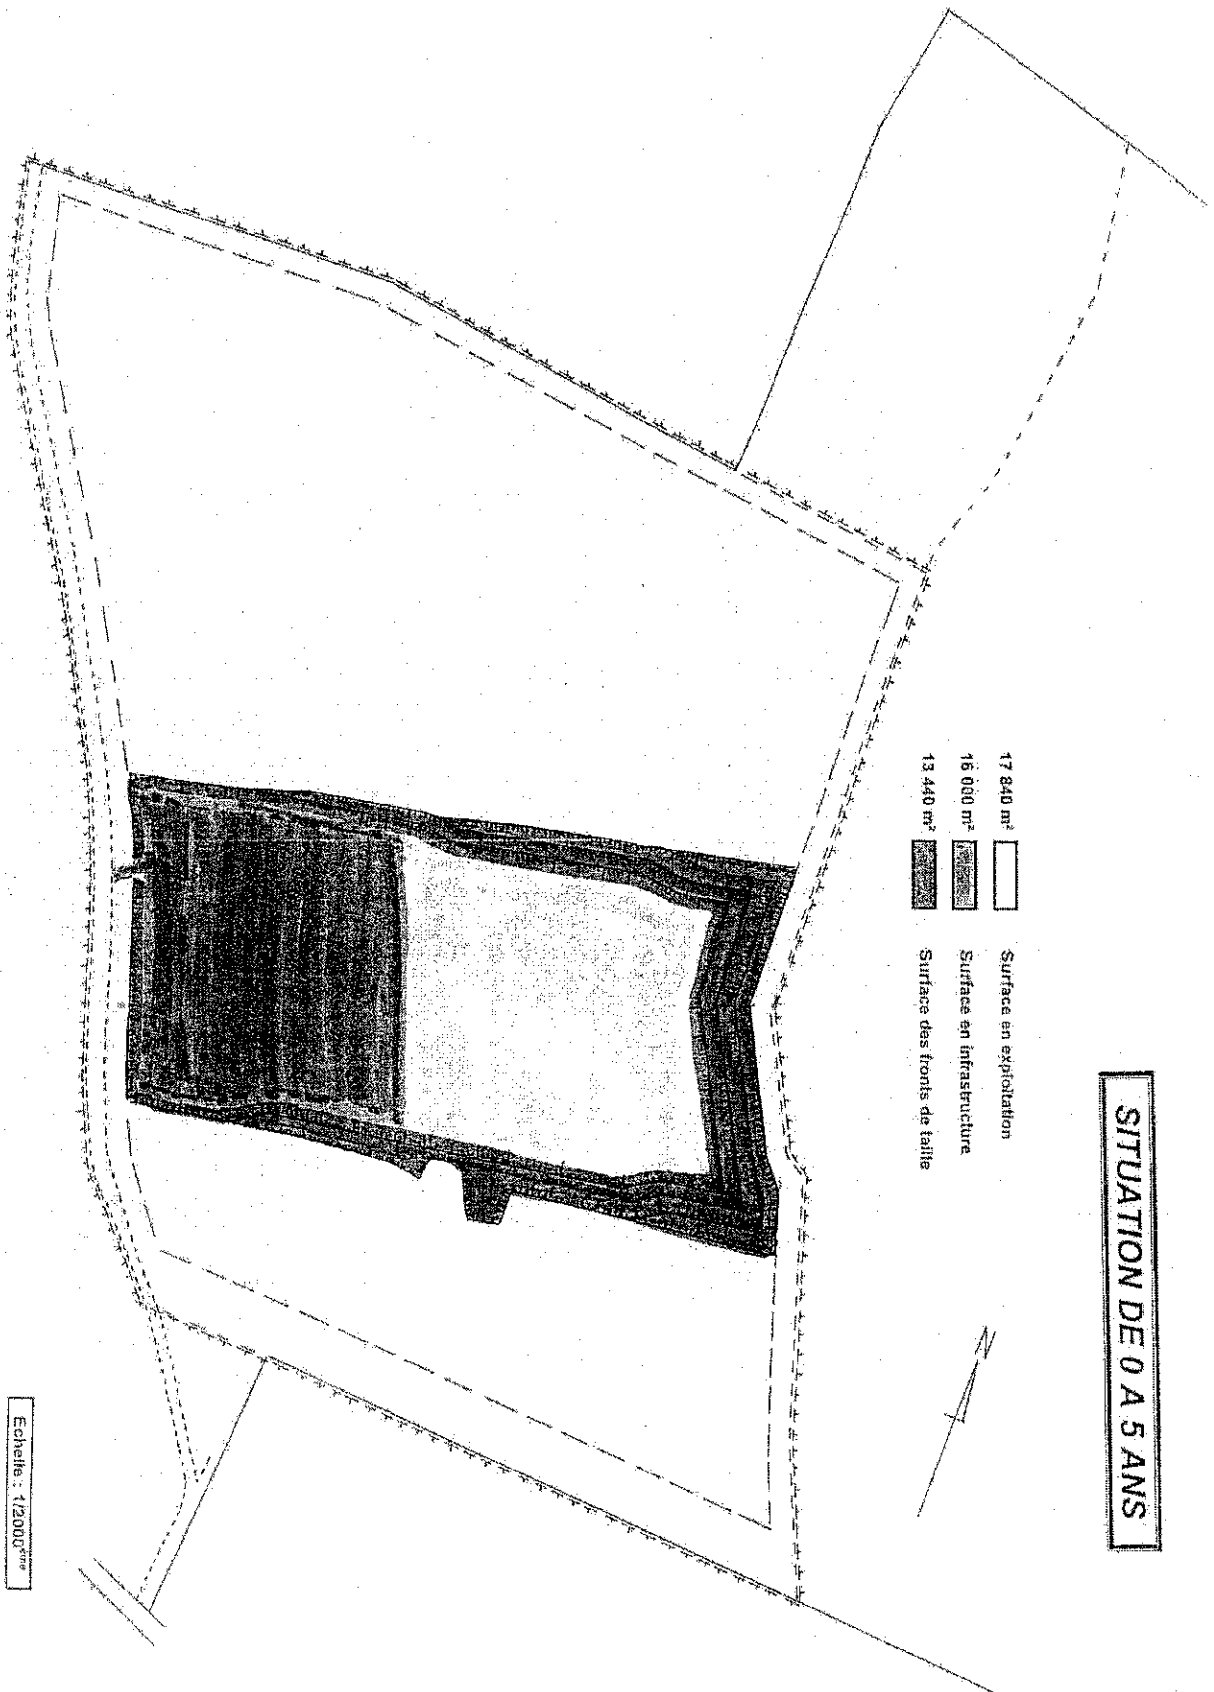 SITUATION DE 0 A 5 ANS
17 840 m² Surface en exploitation
16 000 m² Surface en infrastructure
13 440 m² Surface des fronts de taille
N
Echelle : 1/2000ème